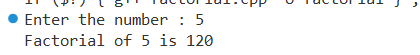 Enter the number : 5
Factorial of 5 is 120